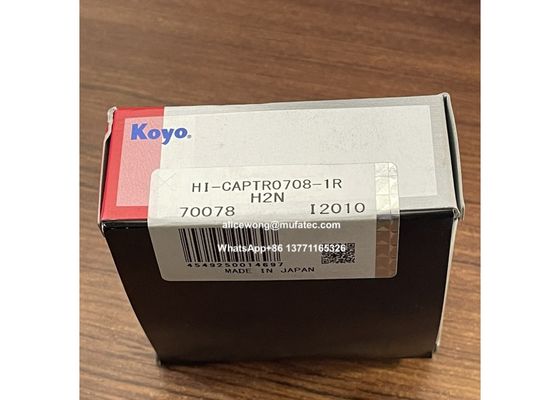 Koyo®
HI-CAPTR0708-1R
H2N
70078 I2010
alicewong@mufatec.com
WhatsApp+86 13771165326
4549250014697
MADE IN JAPAN